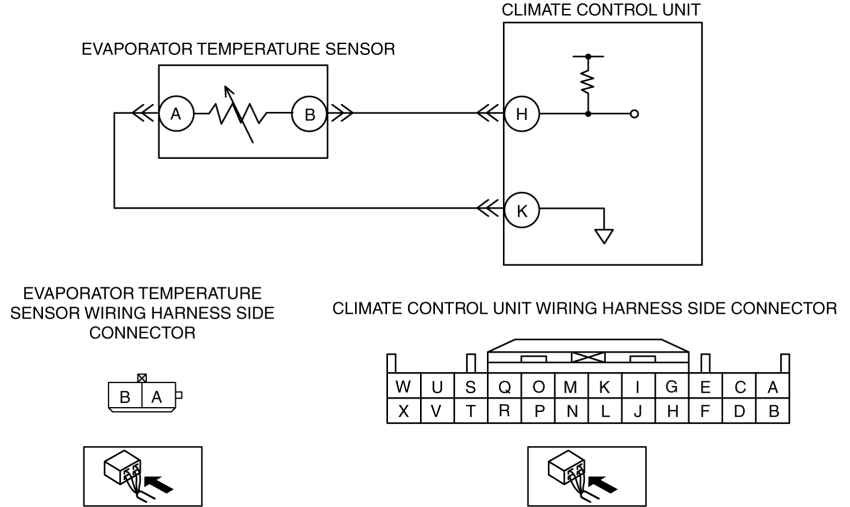 CLIMATE CONTROL UNIT
EVAPORATOR TEMPERATURE SENSOR
A B H
K
EVAPORATOR TEMPERATURE
SENSOR WIRING HARNESS SIDE
CONNECTOR
CLIMATE CONTROL UNIT WIRING HARNESS SIDE CONNECTOR
B A
W U S Q O M K I G E C A
X V T R P N L J H F D B